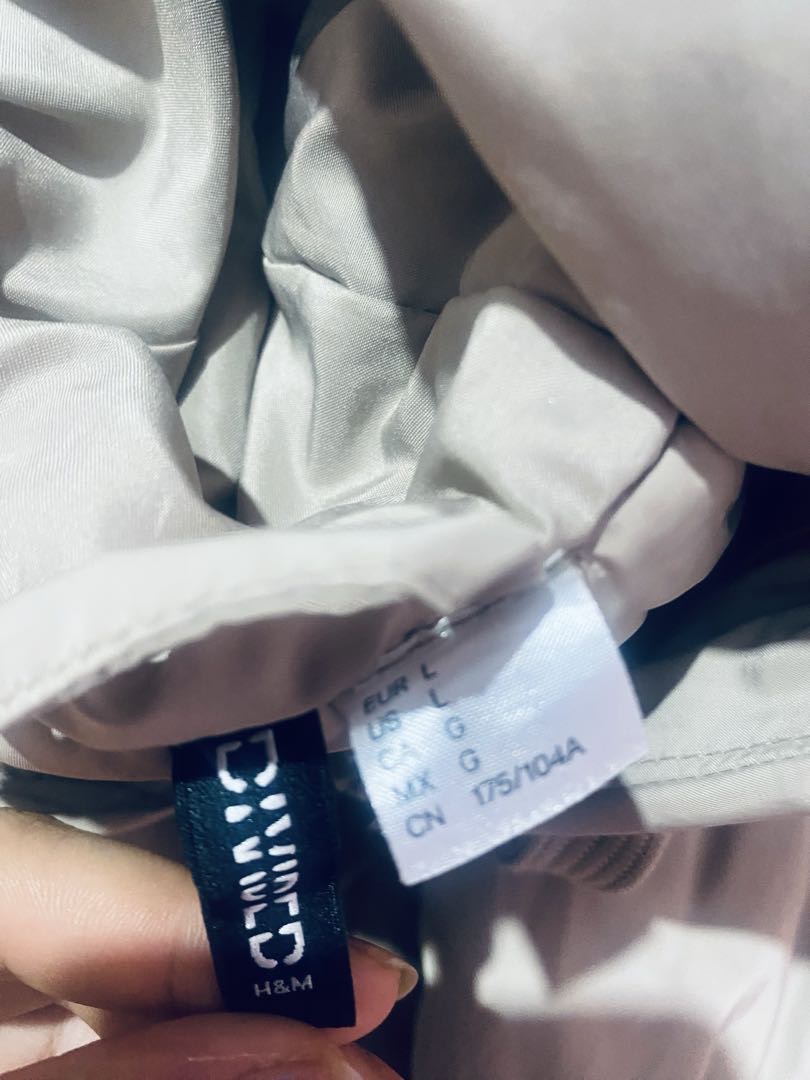 EUR L
US L
CA G
MX G
CN 175/104A
DIVIDED
H&M